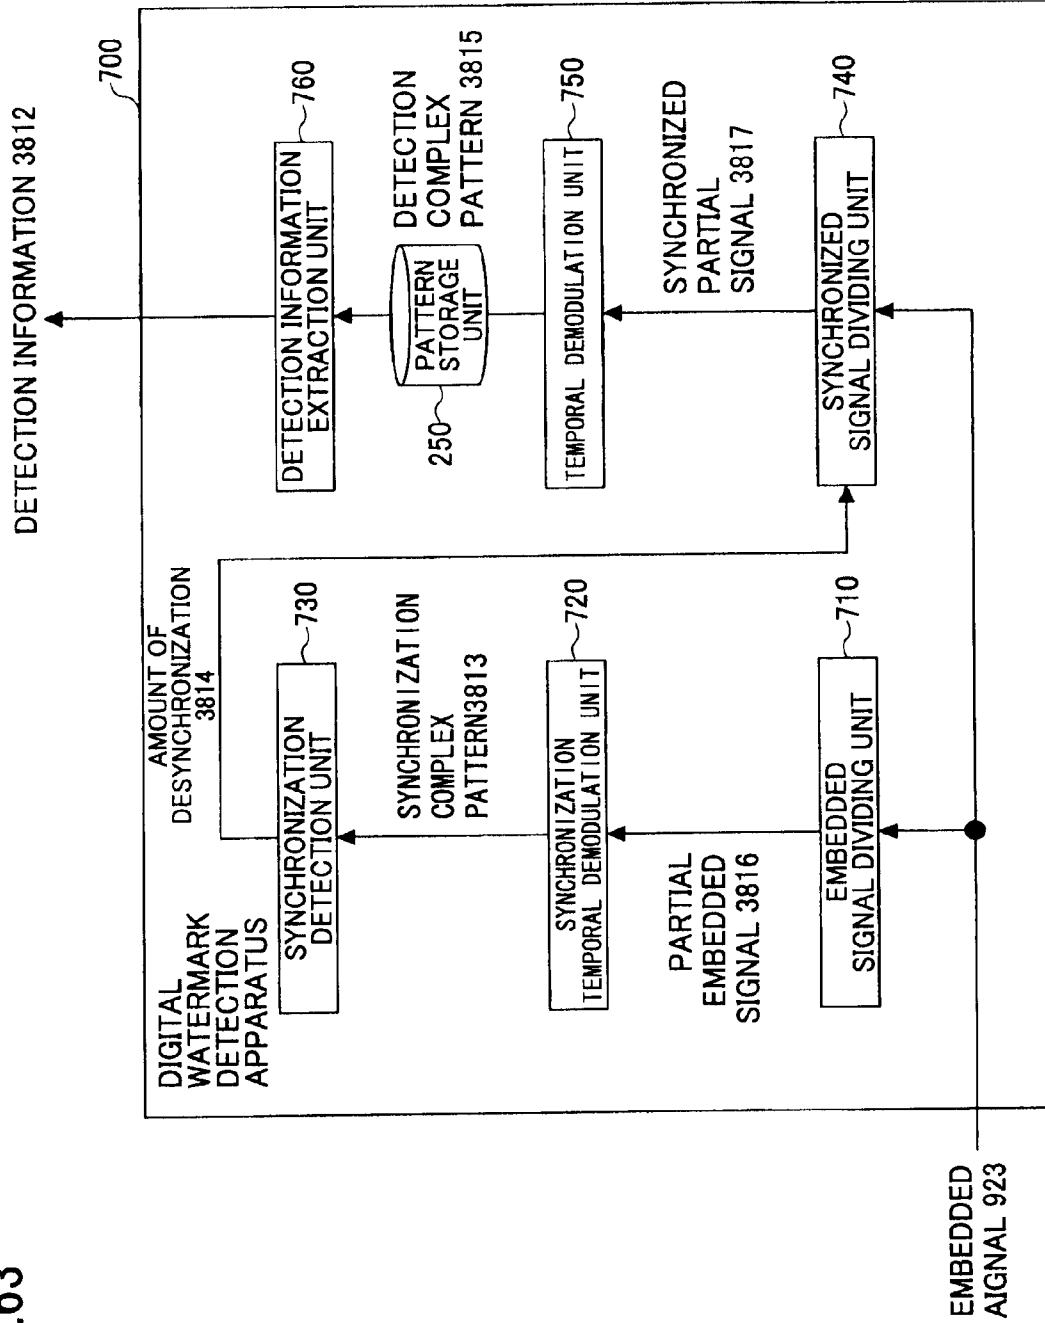 .63
DIGITAL
WATERMARK
DETECTION
APPARATUS
700
DETECTION INFORMATION 3812
AMOUNT OF
DESYNCHRONIZATION
3814
SYNCHRONIZATION
DETECTION UNIT
730
SYNCHRONIZATION
COMPLEX
PATTERN3813
SYNCHRONIZATION
TEMPORAL DEMODULATION UNIT
720
PARTIAL
EMBEDDED
SIGNAL 3816
EMBEDDED
SIGNAL DIVIDING UNIT
710
DETECTION INFORMATION
EXTRACTION UNIT
760
PATTERN
STORAGE
UNIT
250
DETECTION
COMPLEX
PATTERN 3815
TEMPORAL DEMODULATION UNIT
750
SYNCHRONIZED
PARTIAL
SIGNAL 3817
SYNCHRONIZED
SIGNAL DIVIDING UNIT
740
EMBEDDED
AIGNAL 923